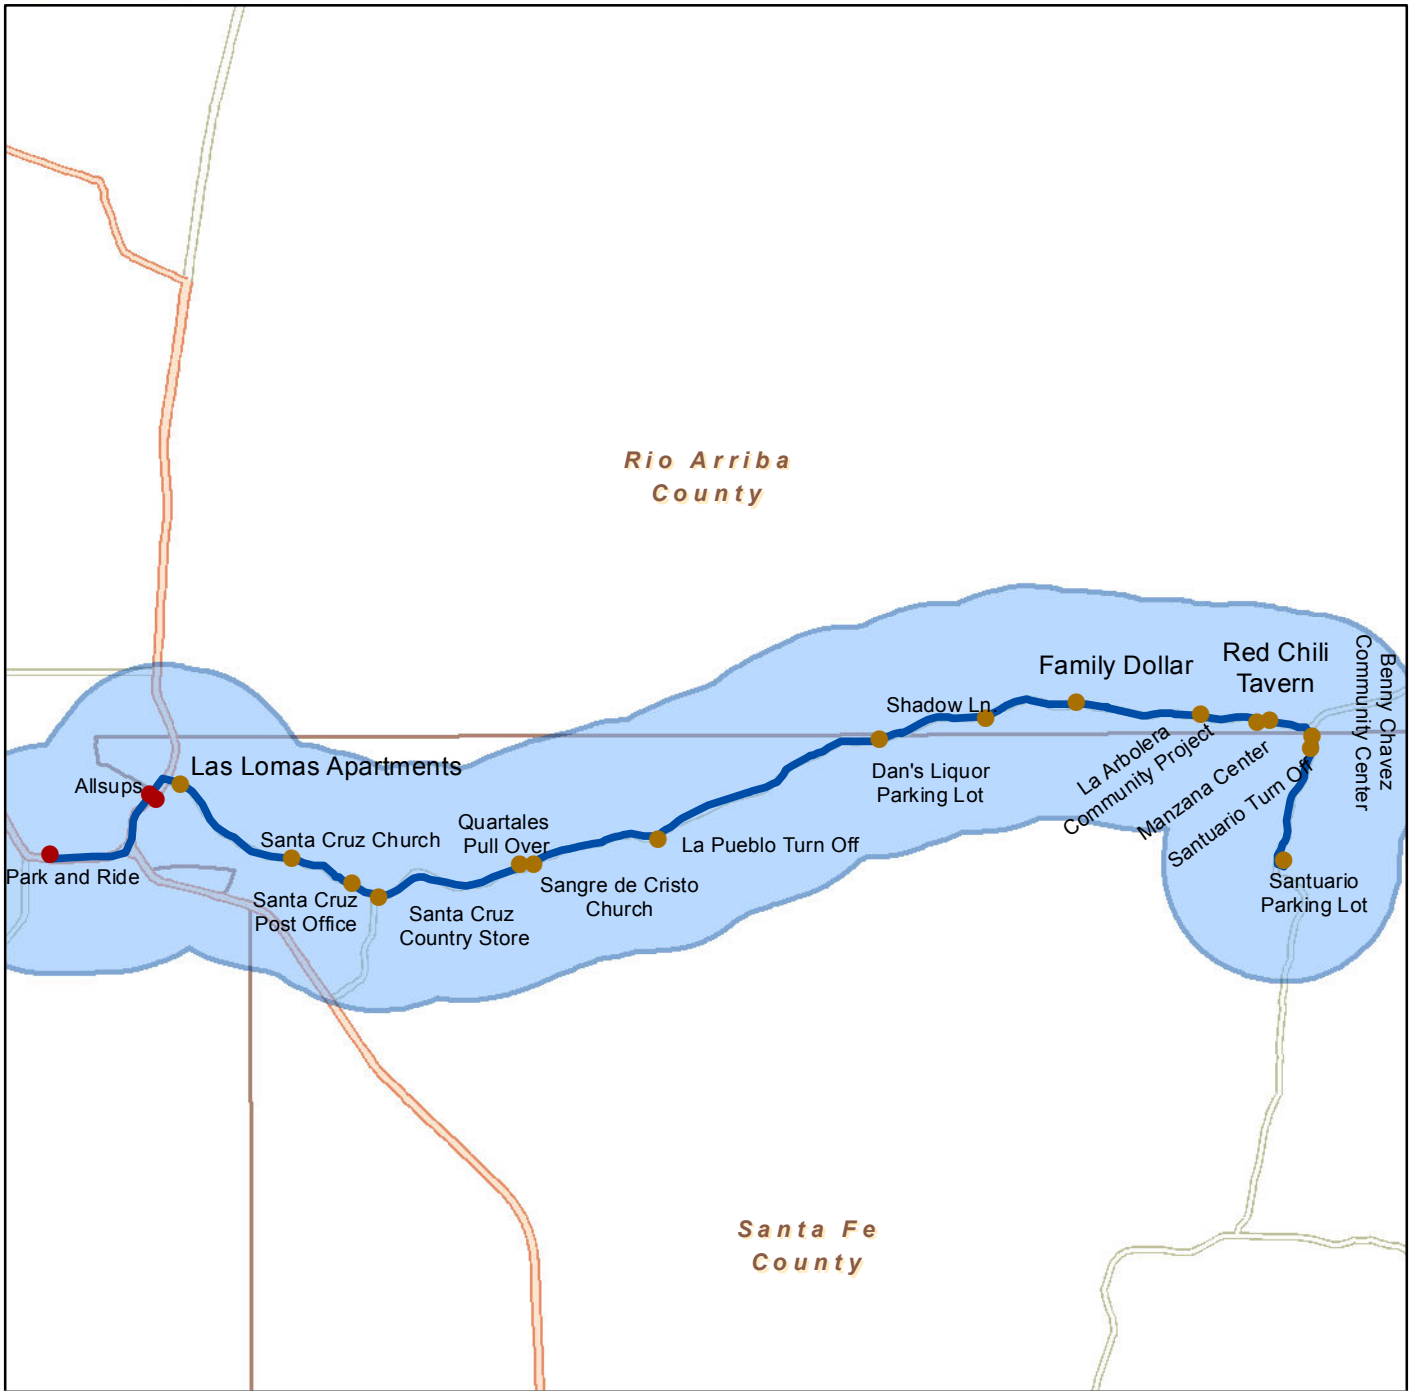 Rio Arriba
County
Benny Chavez
Community Center
Red Chili
Tavern
Family Dollar
Shadow Ln.
La Arbolera
Community Project
Manzana Center
Santuario Turn Off
Las Lomas Apartments
Allsups
Dan's Liquor
Parking Lot
Quartales
Pull Over
Santa Cruz Church
La Pueblo Turn Off
Park and Ride
Santa Cruz
Post Office
Sangre de Cristo
Church
Santuario
Parking Lot
Santa Cruz
Country Store
Santa Fe
County